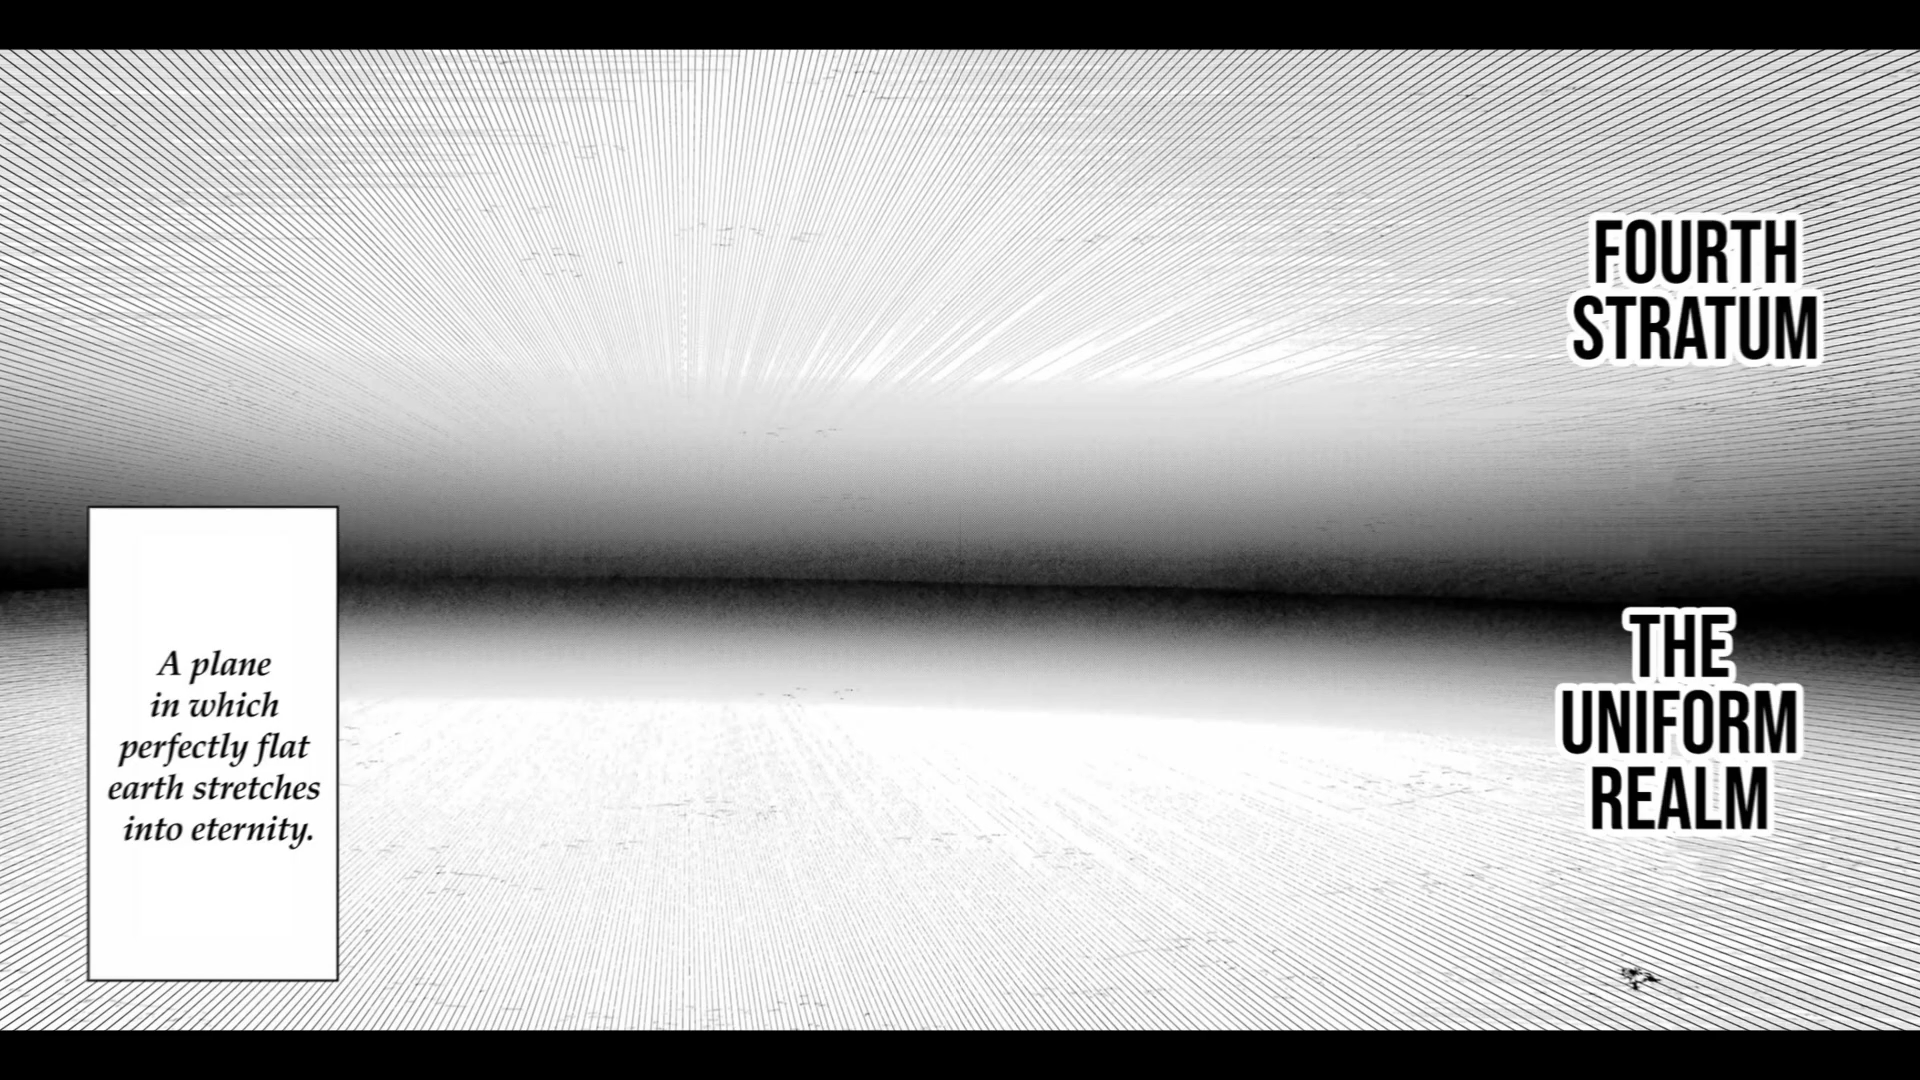 FOURTH
STRATUM
THE
UNIFORM
REALM
A plane
in which
perfectly flat
earth stretches
into eternity.